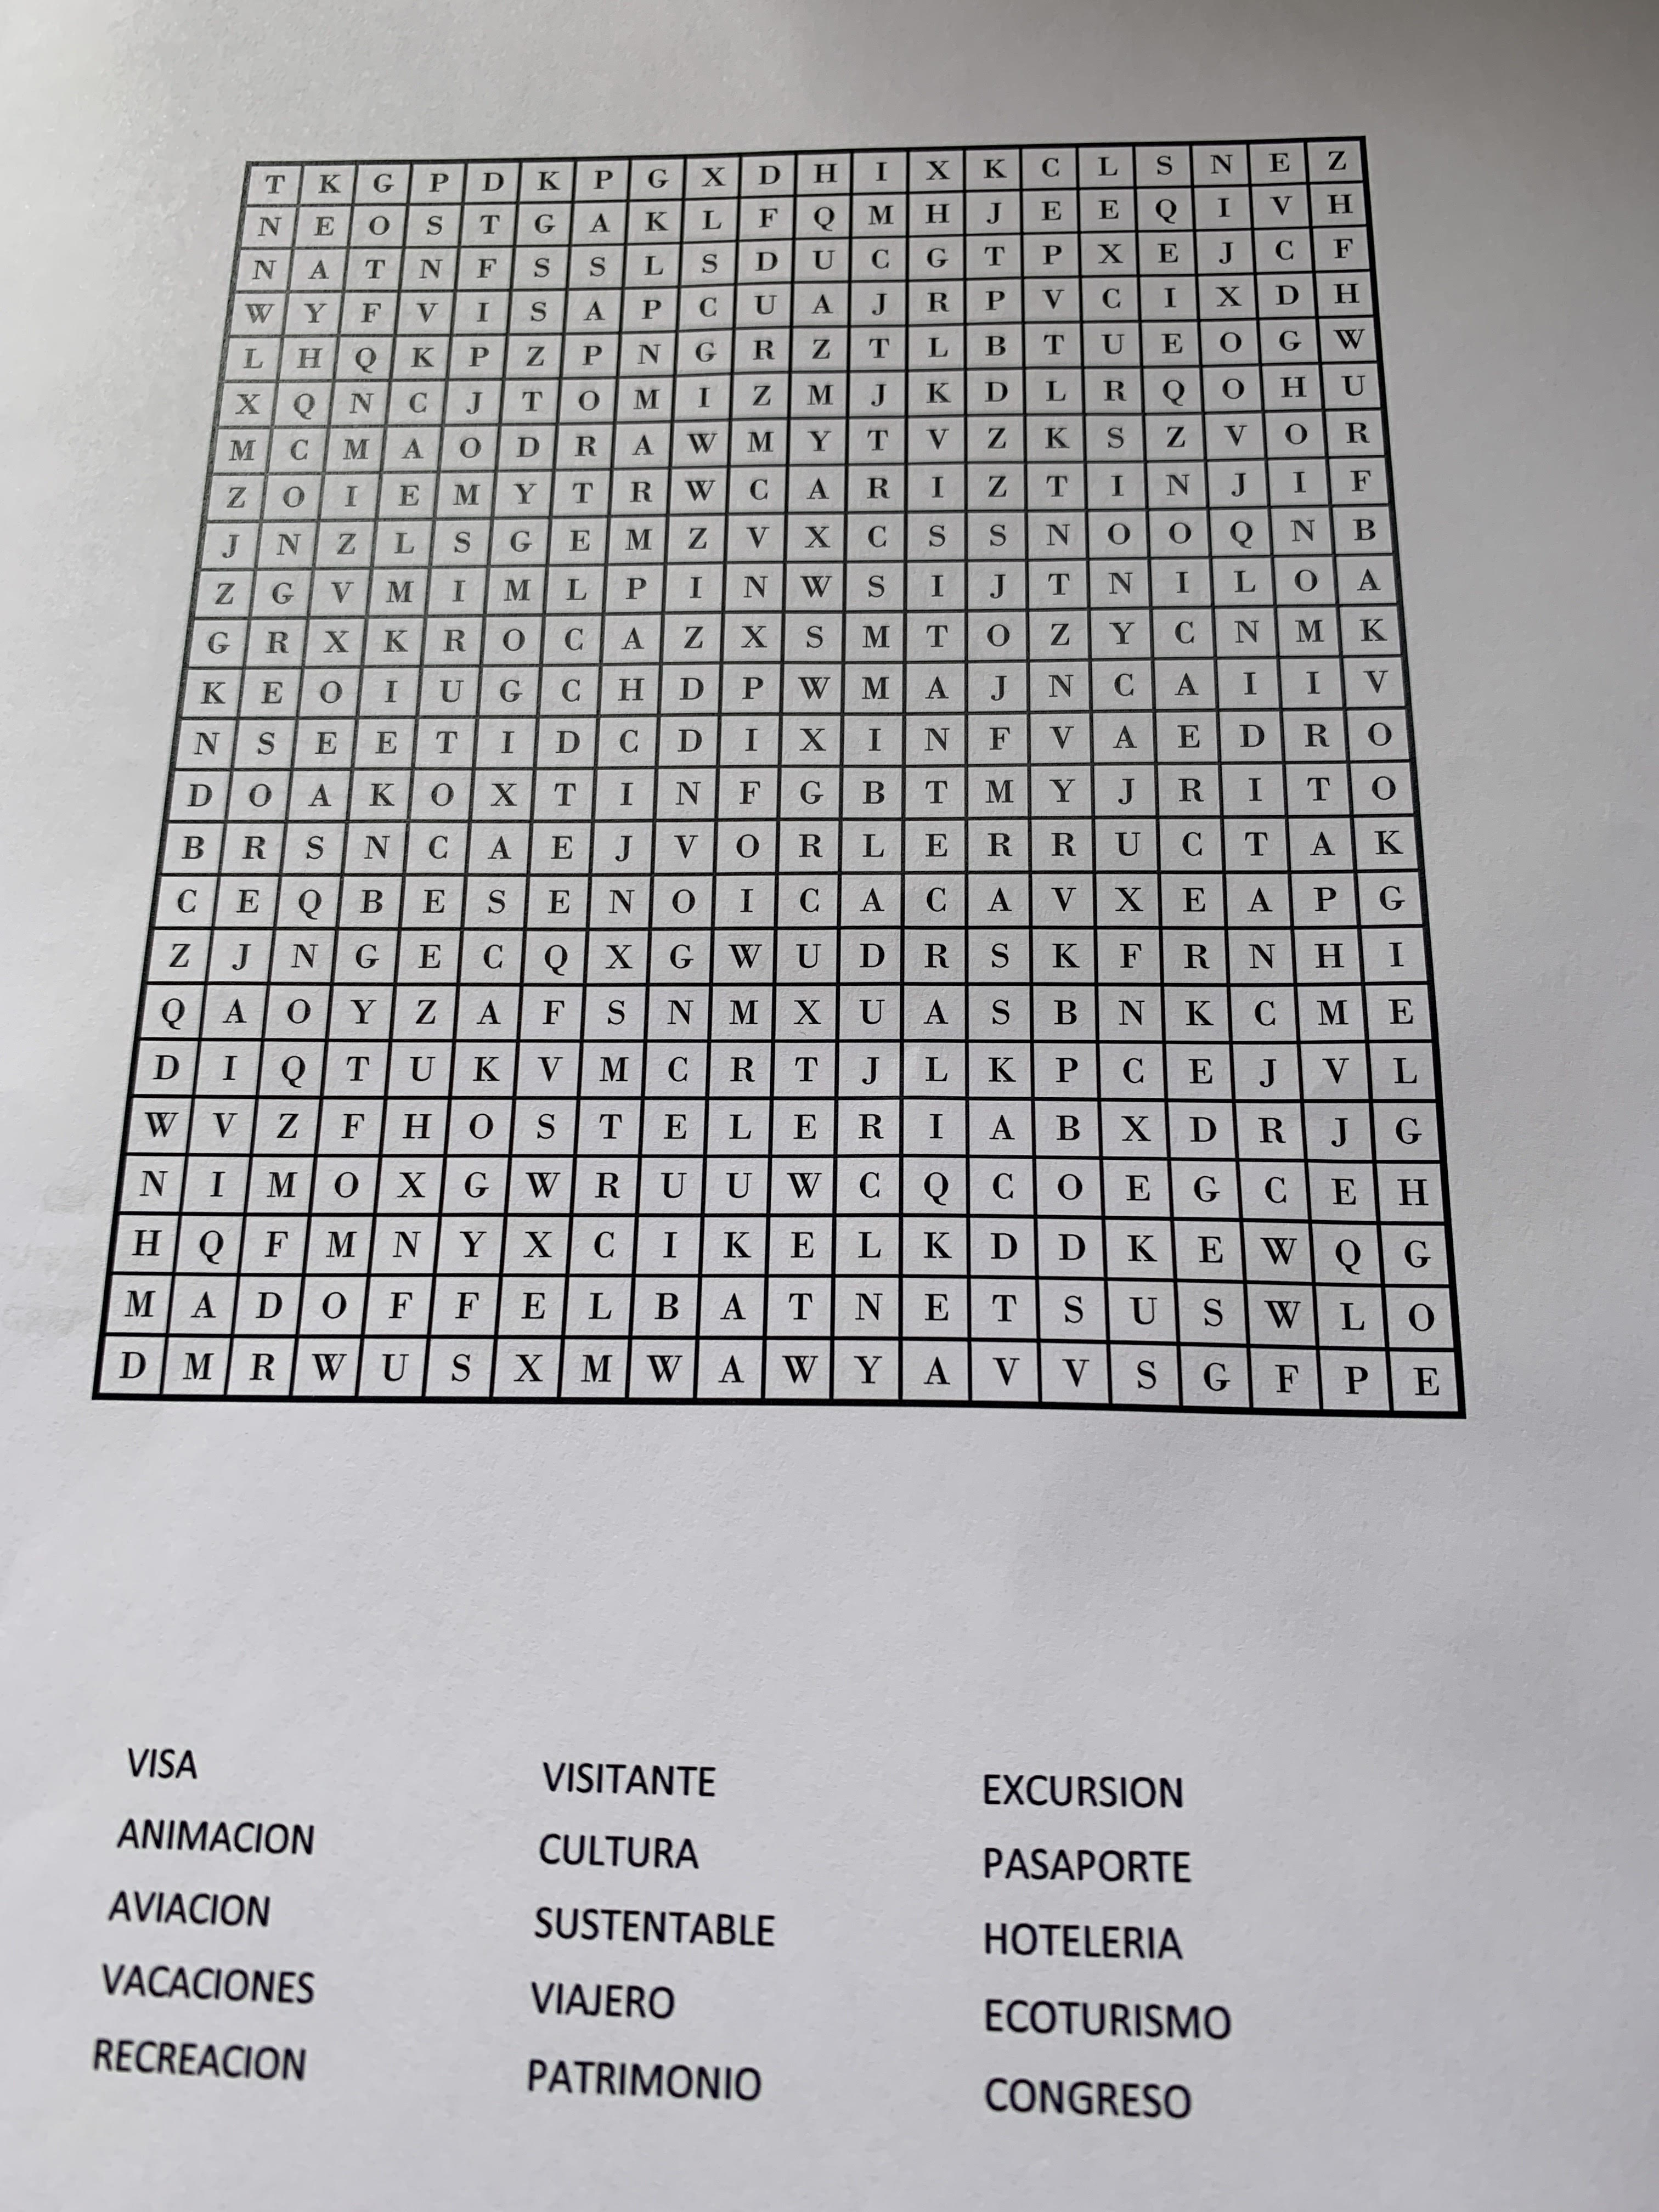 T K G P D K P G X D H I X K C L S N E Z
N E O S T G A K L F Q M H J E E Q I V H
N A T N F S S L S D U C G T P X E J C F
W Y F V I S A P C U A J R P V C I X D H
L H Q K P Z P N G R Z T L B T U E O G W
X Q N C J T O M I Z M J K D L R Q O H U
M C M A O D R A W M Y T V Z K S Z V O R
Z O I E M Y T R W C A R I Z T I N J I F
J N Z L S G E M Z V X C S S N O O Q N B
Z G V M I M L P I N W S I J T N I L O A
G R X K R O C A Z X S M T O Z Y C N M K
K E O I U G C H D P W M A J N C A I I V
N S E E T I D C D I X I N F V A E D R O
D O A K O X T I N F G B T M Y J R I T O
B R S N C A E J V O R L E R R U C T A K
C E Q B E S E N O I C A C A V X E A P G
Z J N G E C Q X G W U D R S K F R N H I
Q A O Y Z A F S N M X U A S B N K C M E
D I Q T U K V M C R T J L K P C E J V L
W V Z F H O S T E L E R I A B X D R J G
N I M O X G W R U U W C Q C O E G C E H
H Q F M N Y X C I K E L K D D K E W Q G
M A D O F F E L B A T N E T S U S W L O
D M R W U S X M W A W Y A V V S G F P E
VISA VISITANTE EXCURSION
ANIMACION CULTURA PASAPORTE
AVIACION SUSTENTABLE HOTELERIA
VACACIONES VIAJERO ECOTURISMO
RECREACION PATRIMONIO CONGRESO